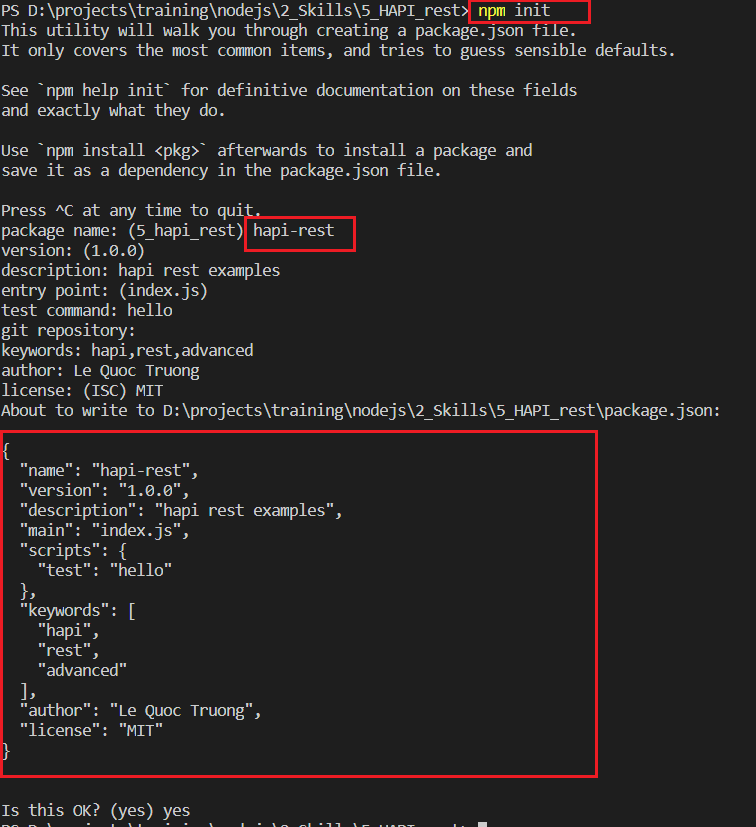 PS D:\projects\training\nodejs\2_Skills\5_HAPI_rest> npm init
This utility will walk you through creating a package.json file.
It only covers the most common items, and tries to guess sensible defaults.
See `npm help init` for definitive documentation on these fields
and exactly what they do.
Use `npm install <pkg>` afterwards to install a package and
save it as a dependency in the package.json file.
Press ^C at any time to quit.
package name: (5_hapi_rest) hapi-rest
version: (1.0.0)
description: hapi rest examples
entry point: (index.js)
test command: hello
git repository:
keywords: hapi,rest,advanced
author: Le Quoc Truong
license: (ISC) MIT
About to write to D:\projects\training\nodejs\2_Skills\5_HAPI_rest\package.json:
{
  "name": "hapi-rest",
  "version": "1.0.0",
  "description": "hapi rest examples",
  "main": "index.js",
  "scripts": {
    "test": "hello"
  },
  "keywords": [
    "hapi",
    "rest",
    "advanced"
  ],
  "author": "Le Quoc Truong",
  "license": "MIT"
}
Is this OK? (yes) yes